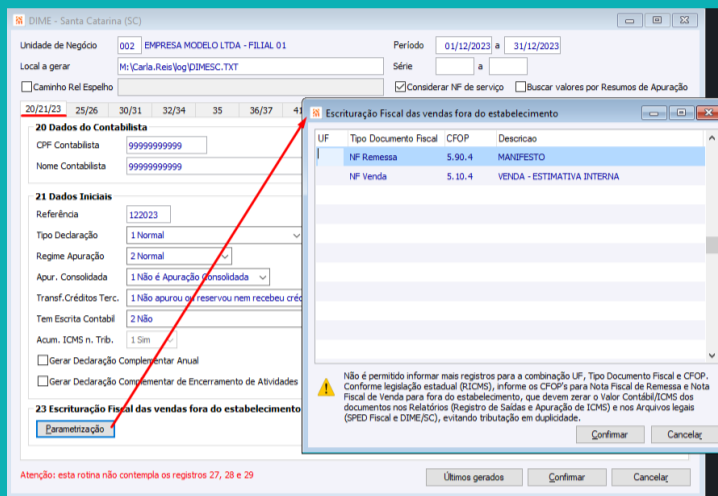 DIME - Santa Catarina (SC)
Unidade de Negócio 002 EMPRESA MODELO LTDA - FILIAL 01 Período 01/12/2023 a 31/12/2023
Local a gerar M:\Carla.Reis\log\DIMESC.TXT Série a
Caminho Rel Espelho Considerar NF de serviço Buscar valores por Resumos de Apuração
20/21/23 25/26 30/31 32/34 35 36/37
20 Dados do Contabilista
CPF Contabilista 99999999999
Nome Contabilista 99999999999
21 Dados Iniciais
Referência 122023
Tipo Declaração 1 Normal
Regime Apuração 2 Normal
Apur. Consolidada 1 Não é Apuração Consolidada
Transf.Créditos Terc. 1 Não apurou ou reservou nem recebeu
Tem Escrita Contabil 2 Não
Acum. ICMS n. Trib. 1 Sim
Gerar Declaração Complementar Anual
Gerar Declaração Complementar de Encerramento de Atividades
23 Escrituração Fiscal das vendas fora do estabelecimento
Parametrização
Atenção: esta rotina não contempla os registros 27, 28 e 29
Últimos gerados Confirmar Cancelar
Escrituração Fiscal das vendas fora do estabelecimento
UF Tipo Documento Fiscal CFOP Descricao
NF Remessa 5.90.4 MANIFESTO
NF Venda 5.10.4 VENDA - ESTIMATIVA INTERNA
Não é permitido informar mais registros para a combinação UF, Tipo Documento Fiscal e CFOP.
Conforme legislação estadual (RICMS), informe os CFOP's para Nota Fiscal de Remessa e Nota
Fiscal de Venda para fora do estabelecimento, que devem zerar o Valor Contábil/ICMS dos
documentos nos Relatórios (Registro de Saídas e Apuração de ICMS) e nos Arquivos legais
(SPED Fiscal e DIME/SC), evitando tributação em duplicidade.
Confirmar Cancelar